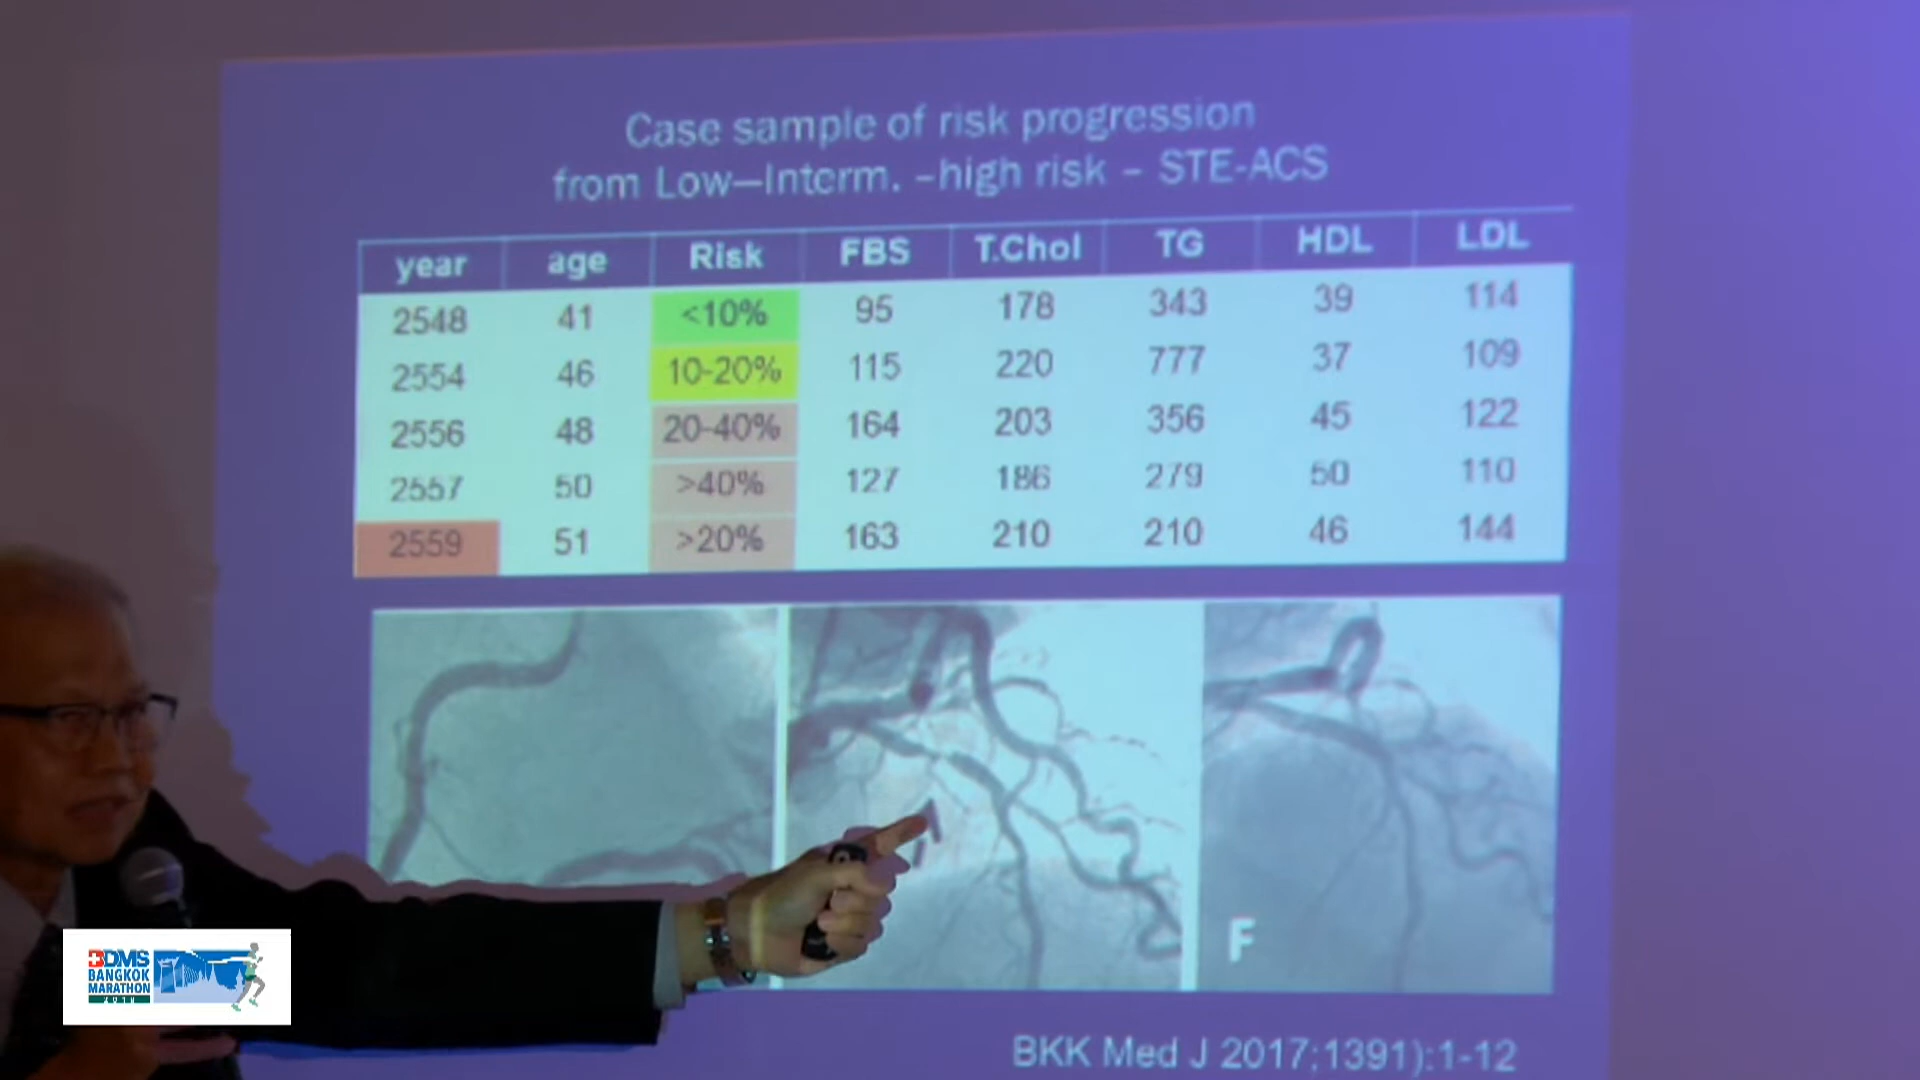 Case sample of risk progression
from Low—Interm. –high risk – STE-ACS
year age Risk FBS T.Chol TG HDL LDL
2548 41 <10% 95 178 343 39 114
2554 46 10-20% 115 220 777 37 109
2556 48 20-40% 164 203 356 45 122
2557 50 >40% 127 186 279 50 110
2559 51 >20% 163 210 210 46 144
F
BKK Med J 2017;1391):1-12
BDMS
BANGKOK
MARATHON